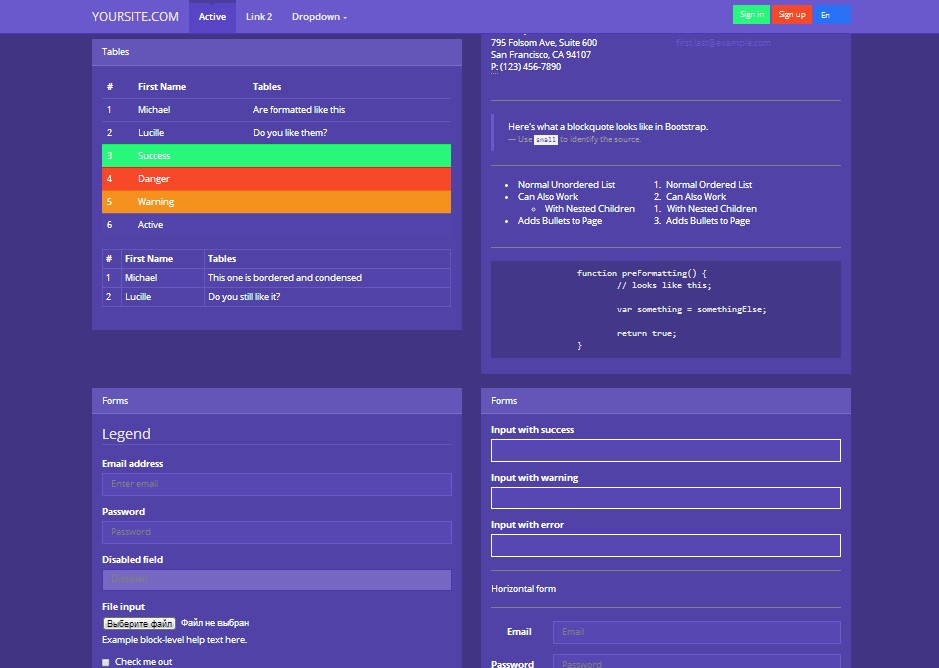 YOURSITE.COM Active Link 2 Dropdown Sign in Sign up En
Tables
# First Name Tables
1 Michael Are formatted like this
2 Lucille Do you like them?
3 Success
4 Danger
5 Warning
6 Active
# First Name Tables
1 Michael This one is bordered and condensed
2 Lucille Do you still like it?
795 Folsom Ave, Suite 600
San Francisco, CA 94107
P: (123) 456-7890
first.last@example.com
Here's what a blockquote looks like in Bootstrap.
— Use small to identify the source.
• Normal Unordered List
• Can Also Work
◦ With Nested Children
• Adds Bullets to Page
1. Normal Ordered List
2. Can Also Work
1. With Nested Children
3. Adds Bullets to Page
function preFormatting() {
// looks like this;
var something = somethingElse;
return true;
}
Forms
Legend
Email address
Enter email
Password
Password
Disabled field
Disabled
File input
Выберите файл Файл не выбран
Example block-level help text here.
Check me out
Forms
Input with success
Input with warning
Input with error
Horizontal form
Email Email
Password Password